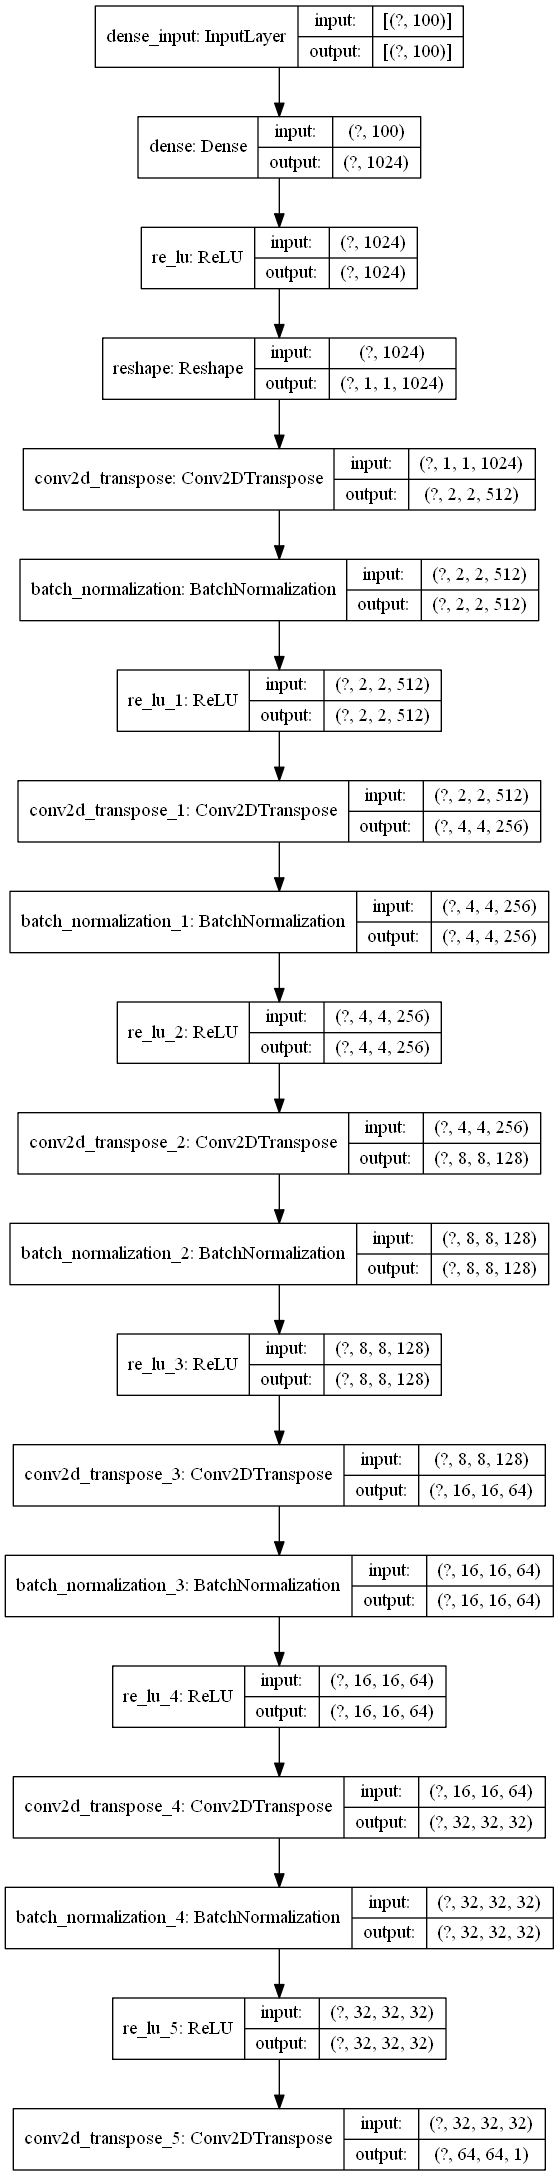 dense_input: InputLayer
input: [(?, 100)]
output: [(?, 100)]
dense: Dense
input: (?, 100)
output: (?, 1024)
re_lu: ReLU
input: (?, 1024)
output: (?, 1024)
reshape: Reshape
input: (?, 1024)
output: (?, 1, 1, 1024)
conv2d_transpose: Conv2DTranspose
input: (?, 1, 1, 1024)
output: (?, 2, 2, 512)
batch_normalization: BatchNormalization
input: (?, 2, 2, 512)
output: (?, 2, 2, 512)
re_lu_1: ReLU
input: (?, 2, 2, 512)
output: (?, 2, 2, 512)
conv2d_transpose_1: Conv2DTranspose
input: (?, 2, 2, 512)
output: (?, 4, 4, 256)
batch_normalization_1: BatchNormalization
input: (?, 4, 4, 256)
output: (?, 4, 4, 256)
re_lu_2: ReLU
input: (?, 4, 4, 256)
output: (?, 4, 4, 256)
conv2d_transpose_2: Conv2DTranspose
input: (?, 4, 4, 256)
output: (?, 8, 8, 128)
batch_normalization_2: BatchNormalization
input: (?, 8, 8, 128)
output: (?, 8, 8, 128)
re_lu_3: ReLU
input: (?, 8, 8, 128)
output: (?, 8, 8, 128)
conv2d_transpose_3: Conv2DTranspose
input: (?, 8, 8, 128)
output: (?, 16, 16, 64)
batch_normalization_3: BatchNormalization
input: (?, 16, 16, 64)
output: (?, 16, 16, 64)
re_lu_4: ReLU
input: (?, 16, 16, 64)
output: (?, 16, 16, 64)
conv2d_transpose_4: Conv2DTranspose
input: (?, 16, 16, 64)
output: (?, 32, 32, 32)
batch_normalization_4: BatchNormalization
input: (?, 32, 32, 32)
output: (?, 32, 32, 32)
re_lu_5: ReLU
input: (?, 32, 32, 32)
output: (?, 32, 32, 32)
conv2d_transpose_5: Conv2DTranspose
input: (?, 32, 32, 32)
output: (?, 64, 64, 1)